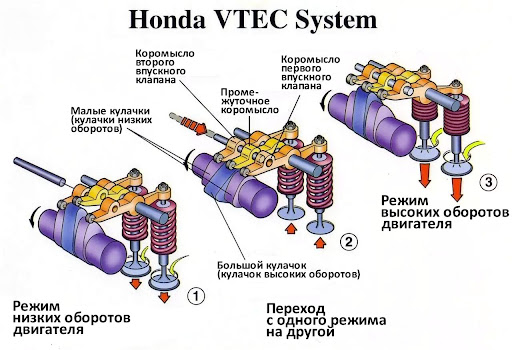 Honda VTEC System
Коромысло
второго
впускного
клапана
Коромысло
первого
впускного
клапана
Проме-
жуточное
коромысло
Малые кулачки
(кулачки низких
оборотов)
3
Режим
высоких оборотов
двигателя
2
Большой кулачок
(кулачок высоких оборотов)
1
Режим
низких оборотов
двигателя
Переход
с одного режима
на другой